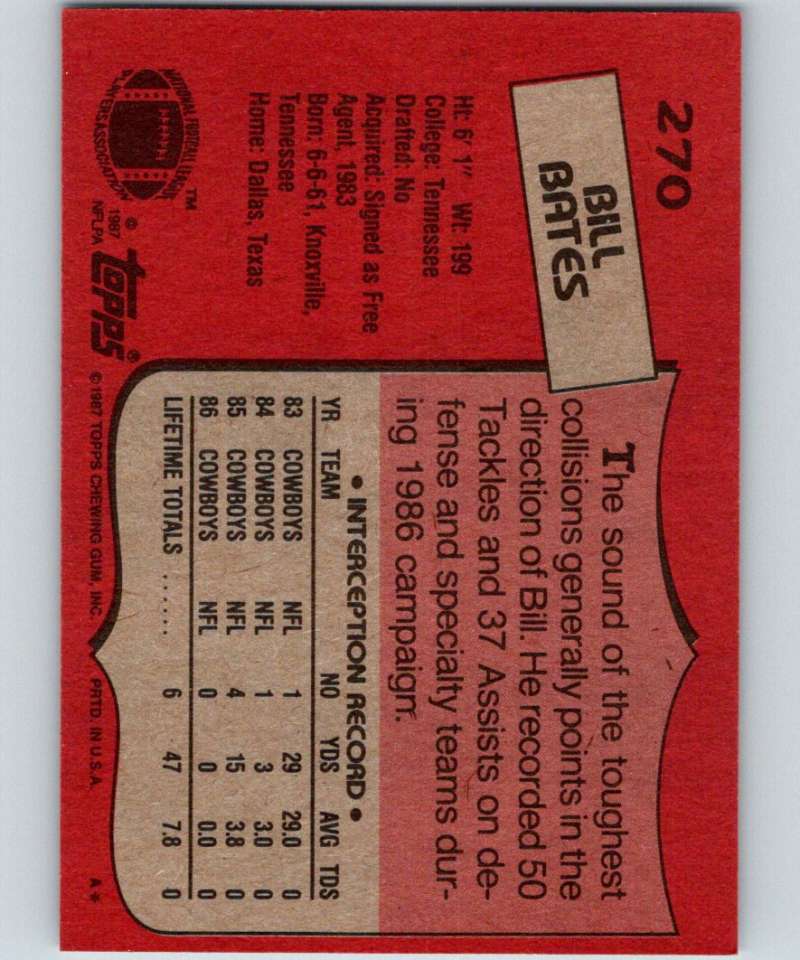 270
BILL
BATES
Ht: 6' 1" Wt: 199
College: Tennessee
Drafted: No
Acquired: Signed as Free
Agent, 1983
Born: 6-6-61, Knoxville,
Tennessee
Home: Dallas, Texas
NATIONAL FOOTBALL LEAGUE
PLAYERS ASSOCIATION
™
© 1987
NFLPA
topps®
© 1987 TOPPS CHEWING GUM, INC. PRTD. IN U.S.A. A*
The sound of the toughest
collisions generally points in the
direction of Bill. He recorded 50
Tackles and 37 Assists on de-
fense and specialty teams dur-
ing 1986 campaign.
• INTERCEPTION RECORD •
YR TEAM NO YDS AVG TDS
83 COWBOYS NFL 1 29 29.0 0
84 COWBOYS NFL 1 3 3.0 0
85 COWBOYS NFL 4 15 3.8 0
86 COWBOYS NFL 0 0 0.0 0
LIFETIME TOTALS ...... 6 47 7.8 0